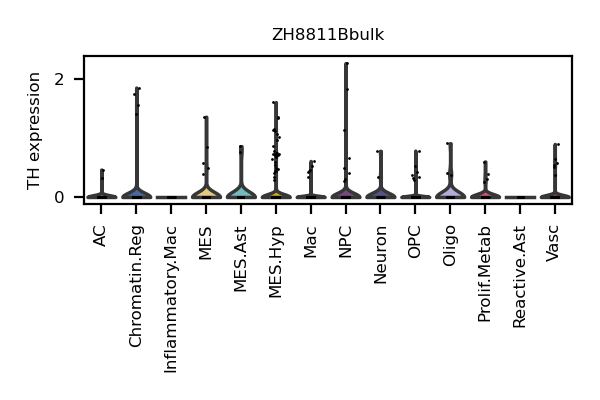 ZH8811Bbulk
TH expression
2
0
AC
Chromatin.Reg
Inflammatory.Mac
MES
MES.Ast
MES.Hyp
Mac
NPC
Neuron
OPC
Oligo
Prolif.Metab
Reactive.Ast
Vasc